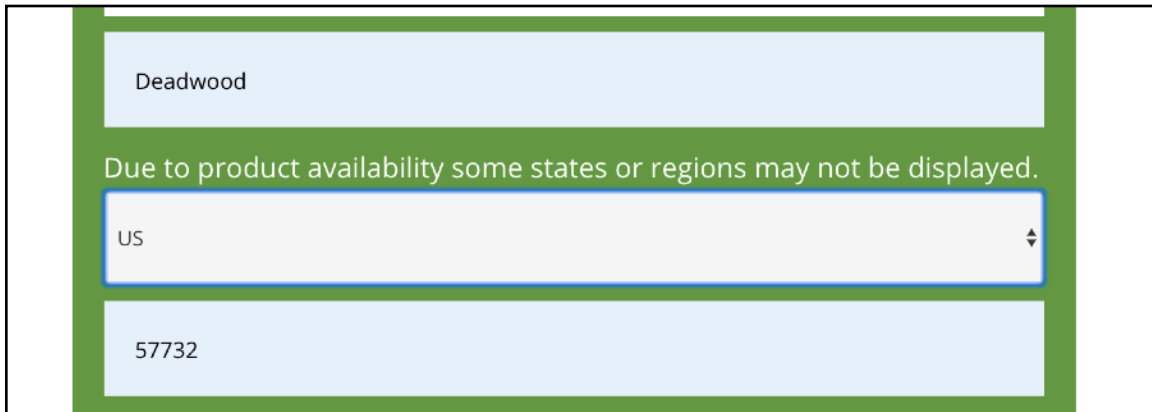 Deadwood
Due to product availability some states or regions may not be displayed.
US
57732